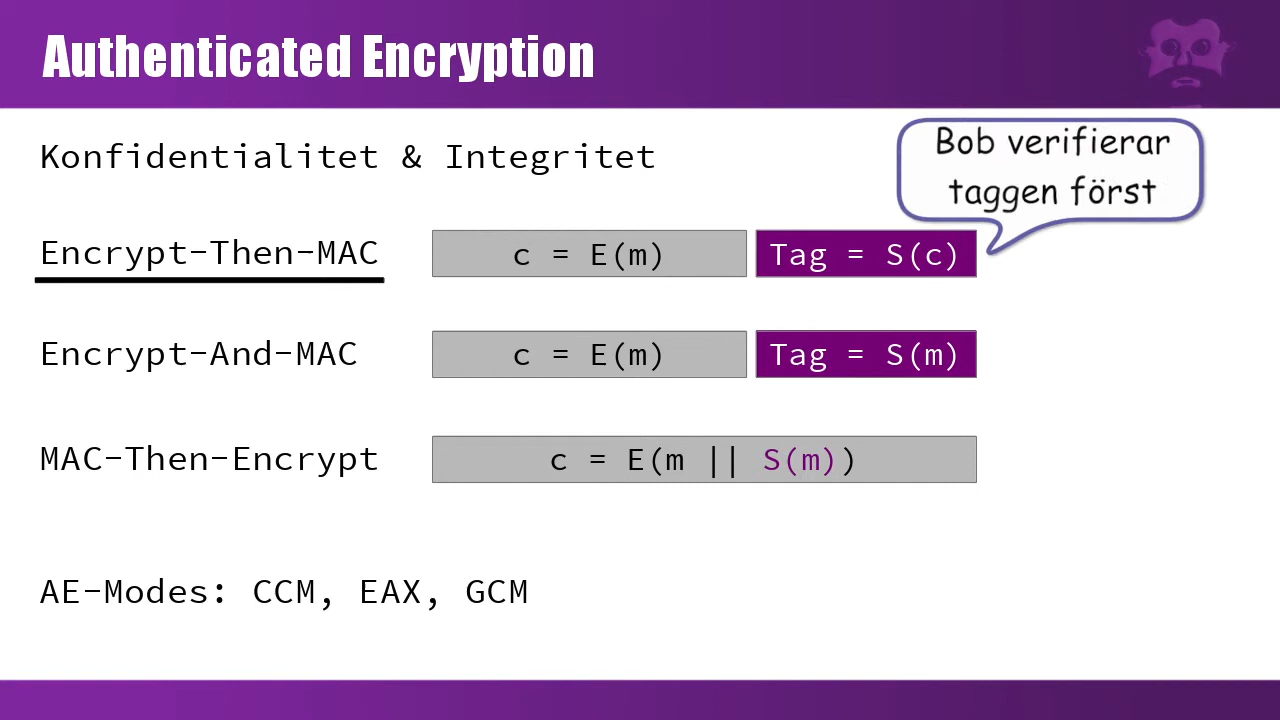 Authenticated Encryption
Konfidentialitet & Integritet
Bob verifierar
taggen först
Encrypt-Then-MAC
c = E(m)
Tag = S(c)
Encrypt-And-MAC
c = E(m)
Tag = S(m)
MAC-Then-Encrypt
c = E(m || S(m))
AE-Modes: CCM, EAX, GCM